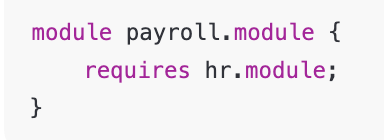 module payroll.module {
    requires hr.module;
}